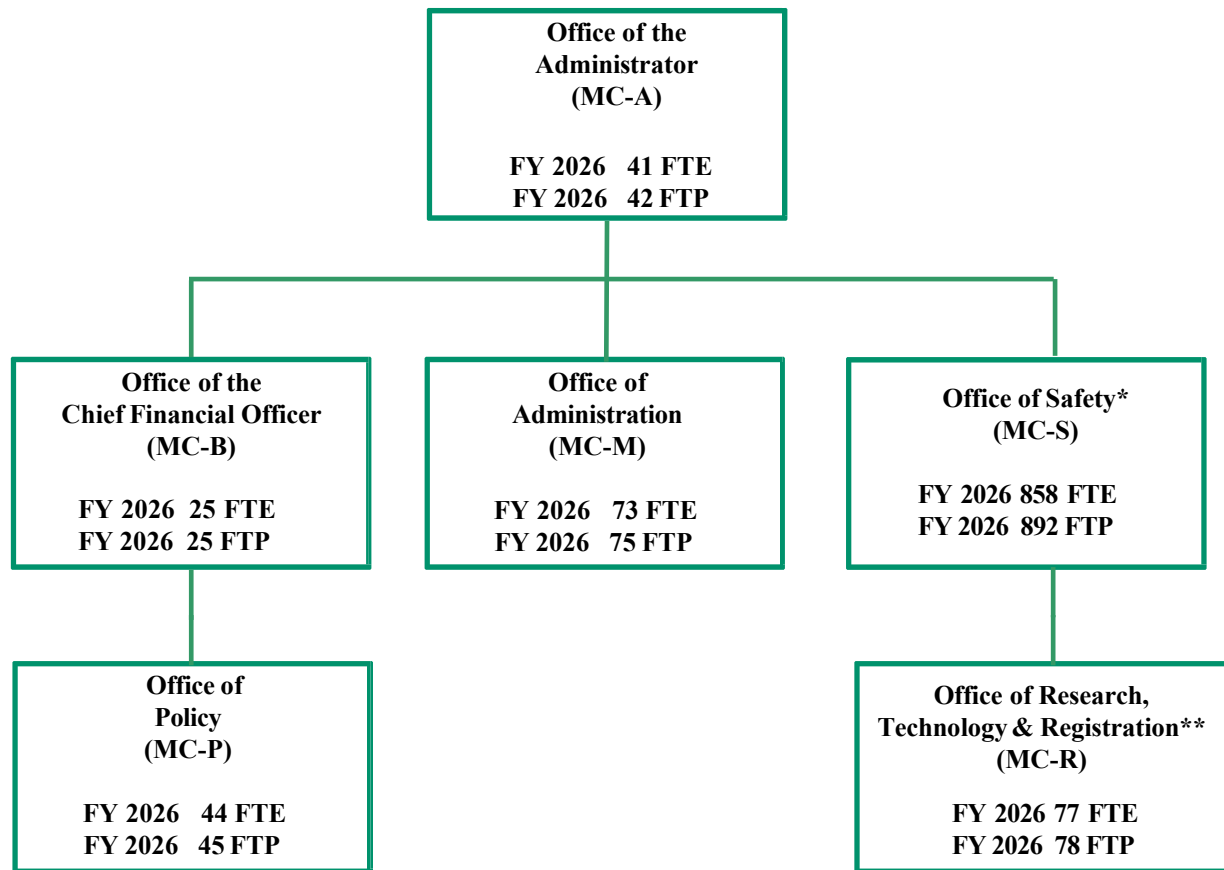 Office of the
Administrator
(MC-A)
FY 2026 41 FTE
FY 2026 42 FTP
Office of the
Chief Financial Officer
(MC-B)
FY 2026 25 FTE
FY 2026 25 FTP
Office of
Administration
(MC-M)
FY 2026 73 FTE
FY 2026 75 FTP
Office of Safety*
(MC-S)
FY 2026 858 FTE
FY 2026 892 FTP
Office of
Policy
(MC-P)
FY 2026 44 FTE
FY 2026 45 FTP
Office of Research,
Technology & Registration**
(MC-R)
FY 2026 77 FTE
FY 2026 78 FTP